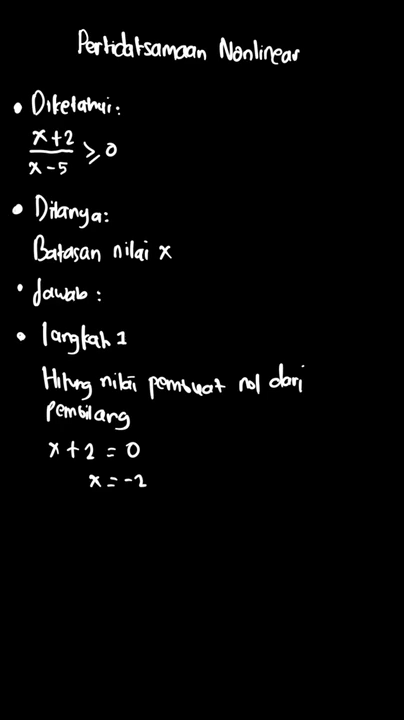 Pertidaksamaan Nonlinear
• Diketahui:
x+2
x-5 ≥ 0
• Ditanya:
Batasan nilai x
• Jawab:
• Langkah 1
Hitung nilai pembuat nol dari
pembilang
x + 2 = 0
x = -2